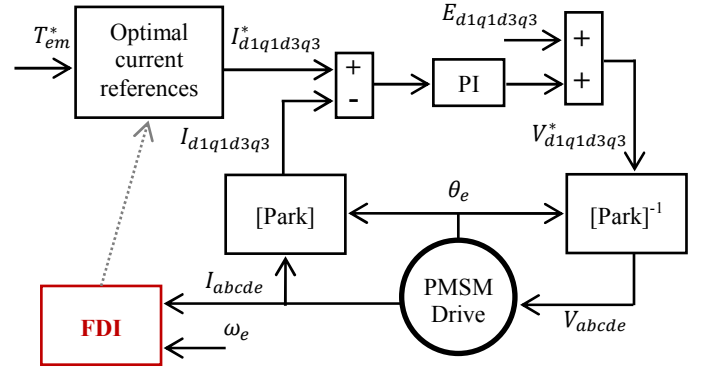 T*em
Optimal
current
references
I*d1q1d3q3
+
-
PI
Ed1q1d3q3
+
+
V*d1q1d3q3
Id1q1d3q3
[Park]
θe
[Park]-1
Iabcde
FDI
ωe
PMSM
Drive
Vabcde